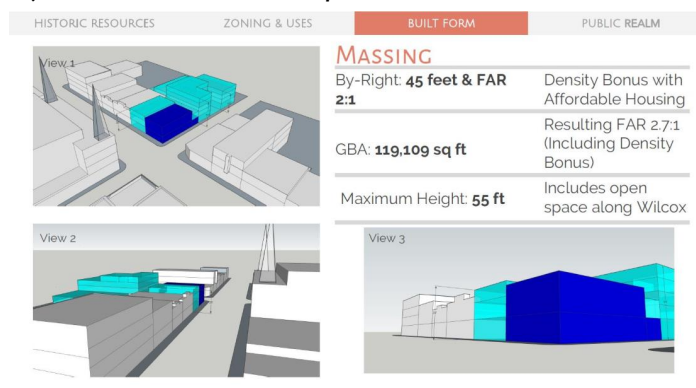 HISTORIC RESOURCES
ZONING & USES
BUILT FORM
PUBLIC REALM
View 1
MASSING
By-Right: 45 feet & FAR
2:1
Density Bonus with
Affordable Housing
GBA: 119,109 sq ft
Resulting FAR 2.7:1
(Including Density
Bonus)
Maximum Height: 55 ft
Includes open
space along Wilcox
View 2
View 3